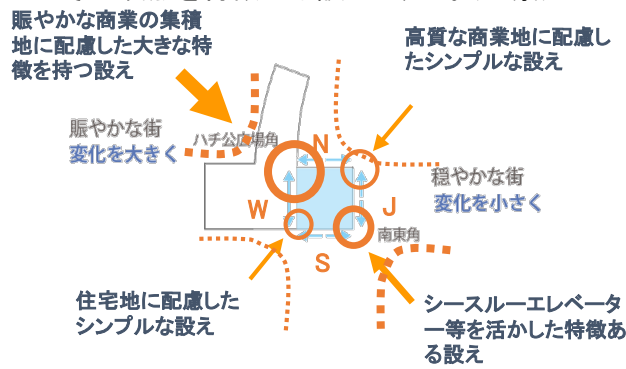 賑やかな商業の集積
地に配慮した大きな特
徴を持つ設え
高質な商業地に配慮し
たシンプルな設え
賑やかな街
変化を大きく
ハチ公広場角
N
穏やかな街
変化を小さく
W
J
南東角
S
住宅地に配慮した
シンプルな設え
シースルーエレベータ
ー等を活かした特徴あ
る設え